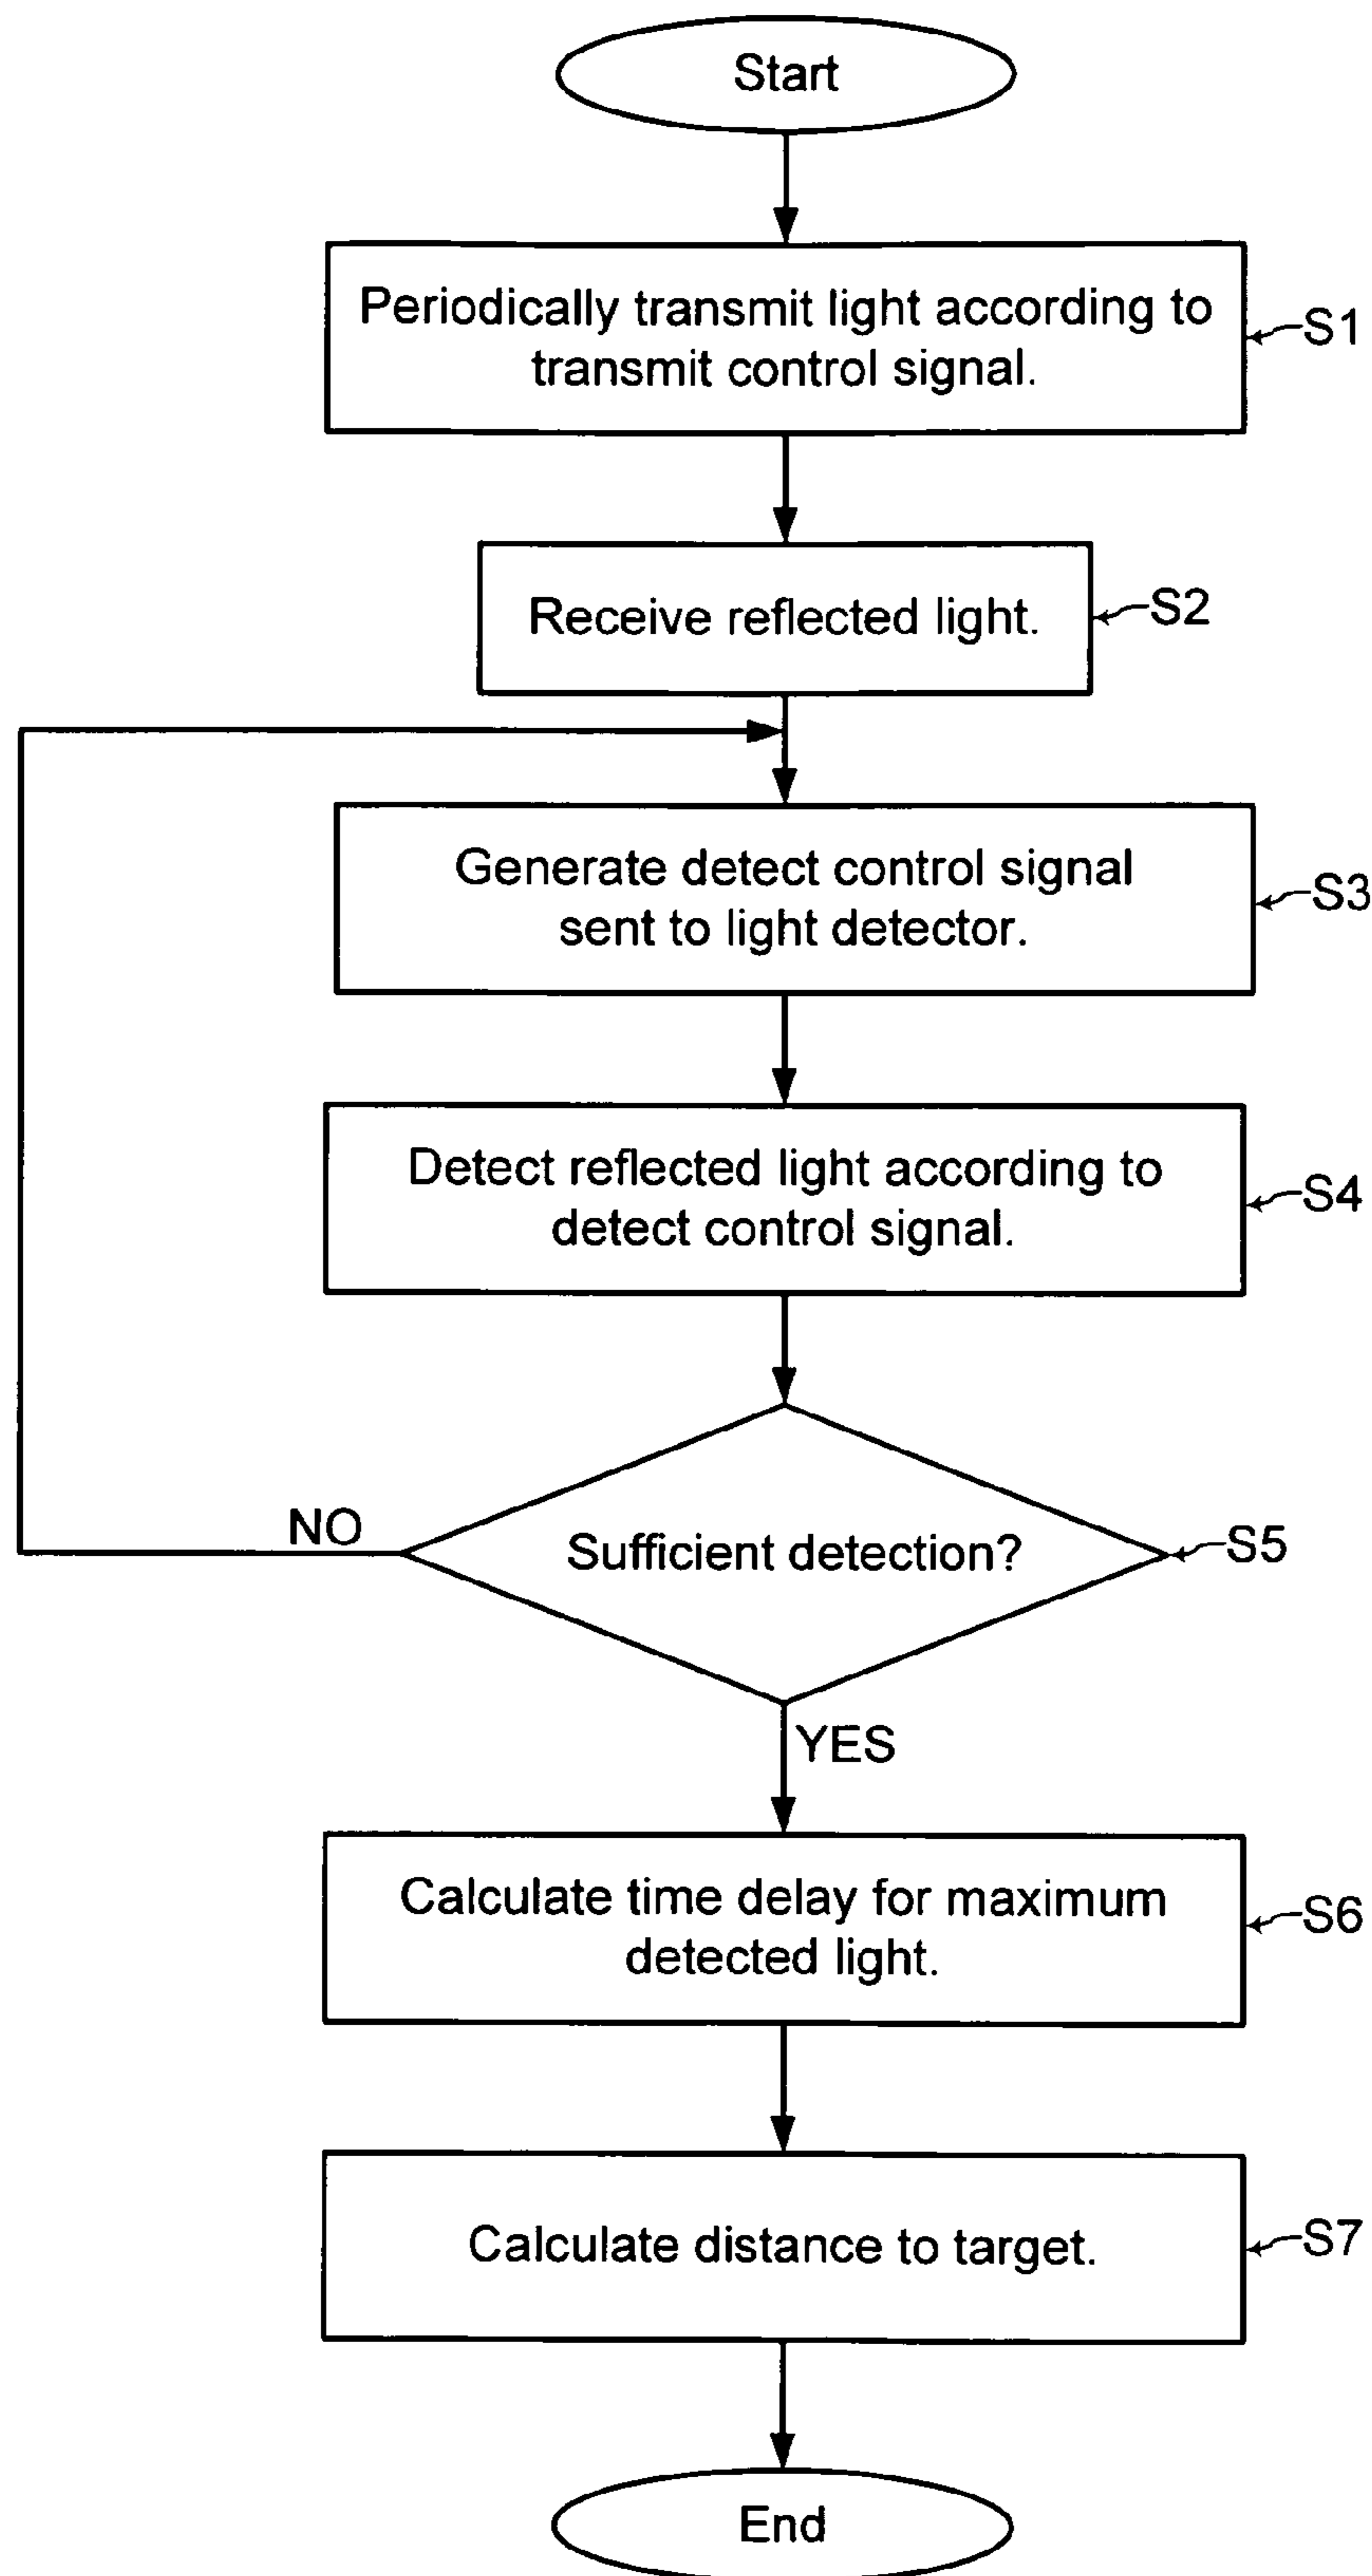 Start
Periodically transmit light according to
transmit control signal.
S1
Receive reflected light.
S2
Generate detect control signal
sent to light detector.
S3
Detect reflected light according to
detect control signal.
S4
NO
Sufficient detection?
S5
YES
Calculate time delay for maximum
detected light.
S6
Calculate distance to target.
S7
End